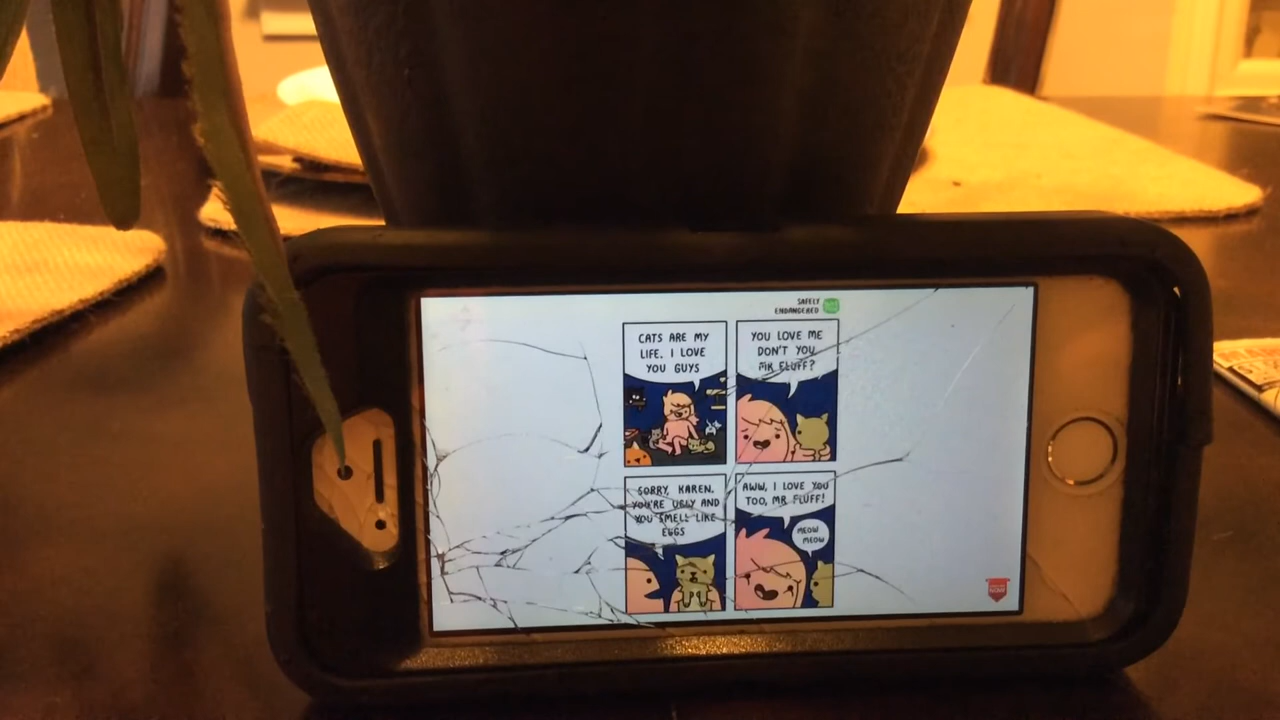 SAFELY
ENDANGERED
CATS ARE MY
LIFE. I LOVE
YOU GUYS
YOU LOVE ME
DON'T YOU
MR FLUFF?
SORRY, KAREN.
YOU'RE UGLY AND
YOU SMELL LIKE
EGGS
AWW, I LOVE YOU
TOO, MR FLUFF!
MEOW
MEOW